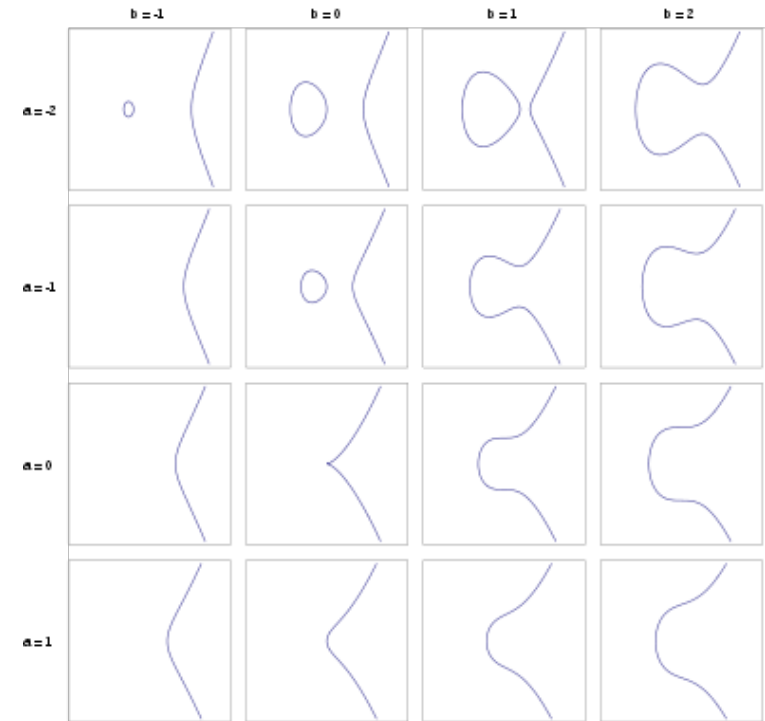 b = -1 b = 0 b = 1 b = 2
a = -2
a = -1
a = 0
a = 1